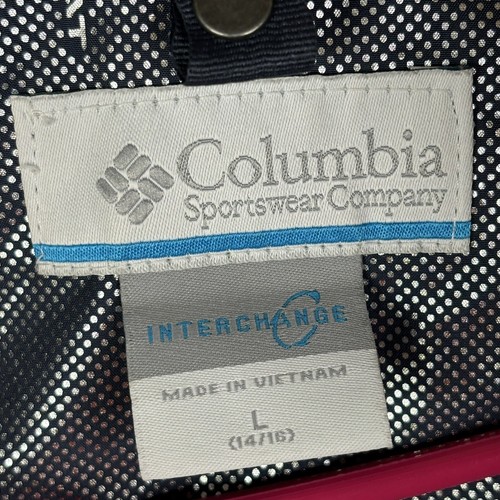 Columbia
Sportswear Company
INTERCHANGE
MADE IN VIETNAM
L
(14/16)